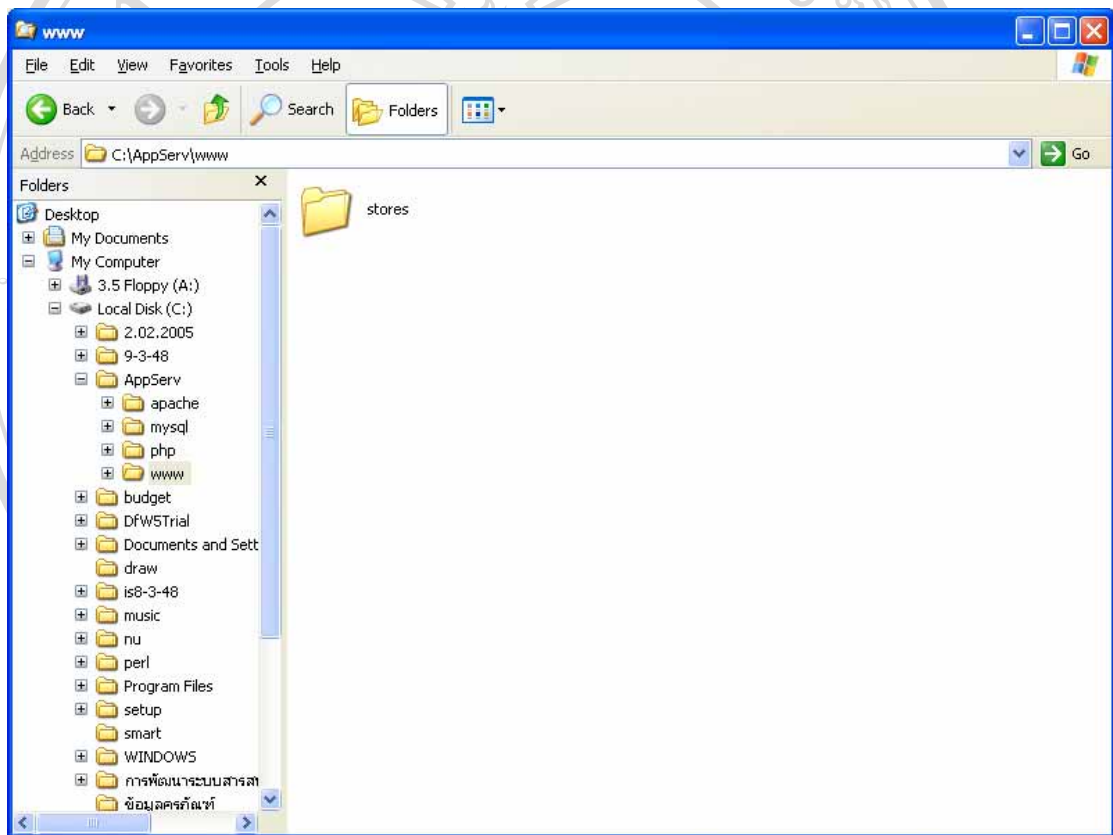 www
File Edit View Favorites Tools Help
Back Search Folders
Address C:\AppServ\www Go
Folders
Desktop
My Documents
My Computer
3.5 Floppy (A:)
Local Disk (C:)
2.02.2005
9-3-48
AppServ
apache
mysql
php
www
budget
DfW5Trial
Documents and Sett
draw
is8-3-48
music
nu
perl
Program Files
setup
smart
WINDOWS
การพัฒนาระบบสารส
ข้อมูลครุภัณฑ์
stores